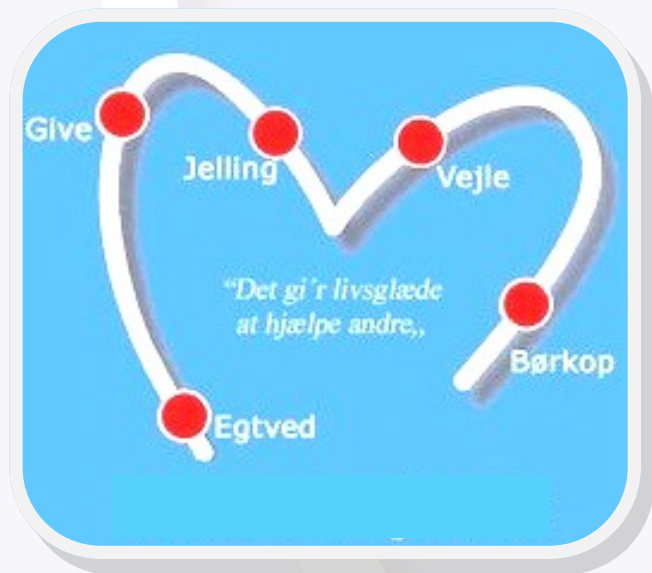 Give
Jelling
Vejle
“Det gi´r livsglæde
at hjælpe andre„
Børkop
Egtved